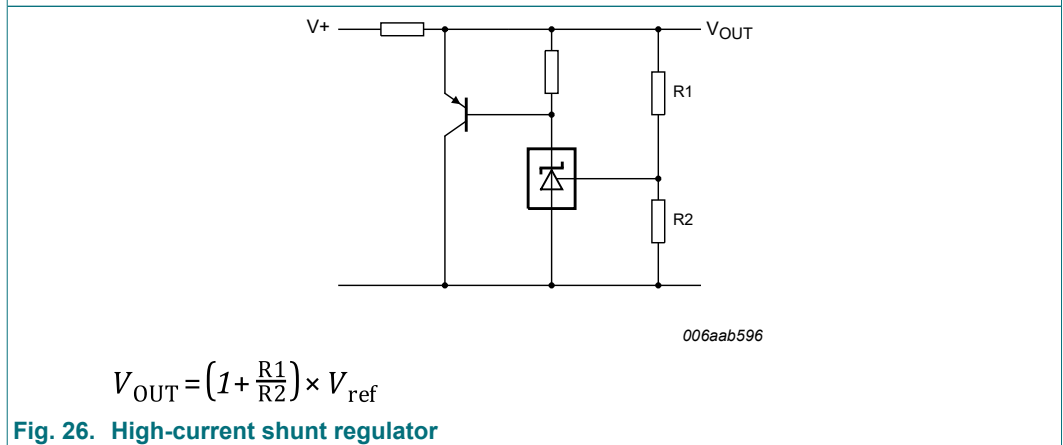 V+
VOUT
R1
R2
006aab596
VOUT = (1 + R1/R2) × Vref
Fig. 26. High-current shunt regulator